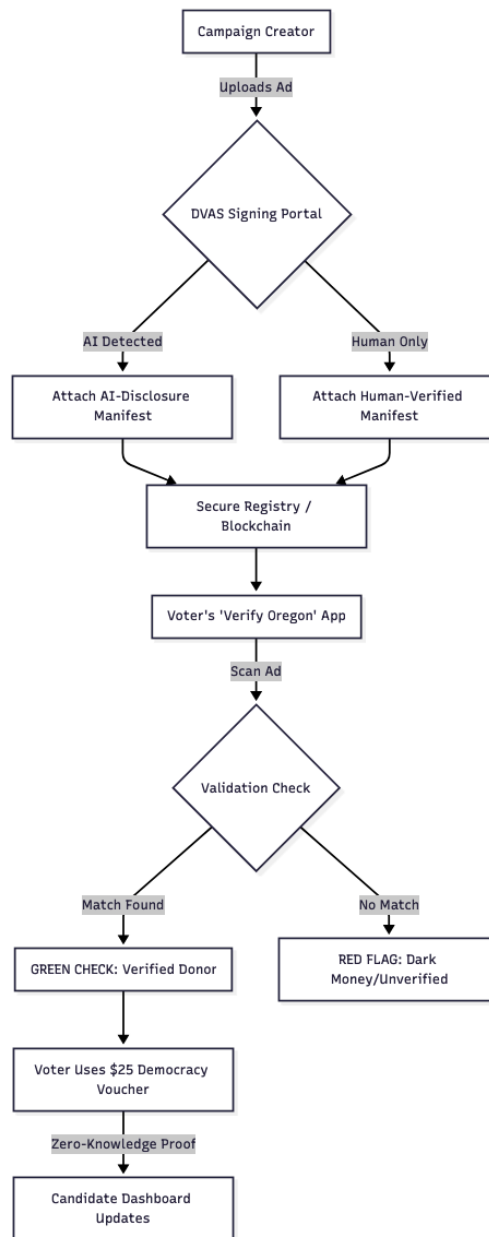 Campaign Creator
Uploads Ad
DVAS Signing Portal
AI Detected
Human Only
Attach AI-Disclosure
Manifest
Attach Human-Verified
Manifest
Secure Registry /
Blockchain
Voter's 'Verify Oregon' App
Scan Ad
Validation Check
Match Found
No Match
GREEN CHECK: Verified Donor
RED FLAG: Dark
Money/Unverified
Voter Uses $25 Democracy
Voucher
Zero-Knowledge Proof
Candidate Dashboard
Updates